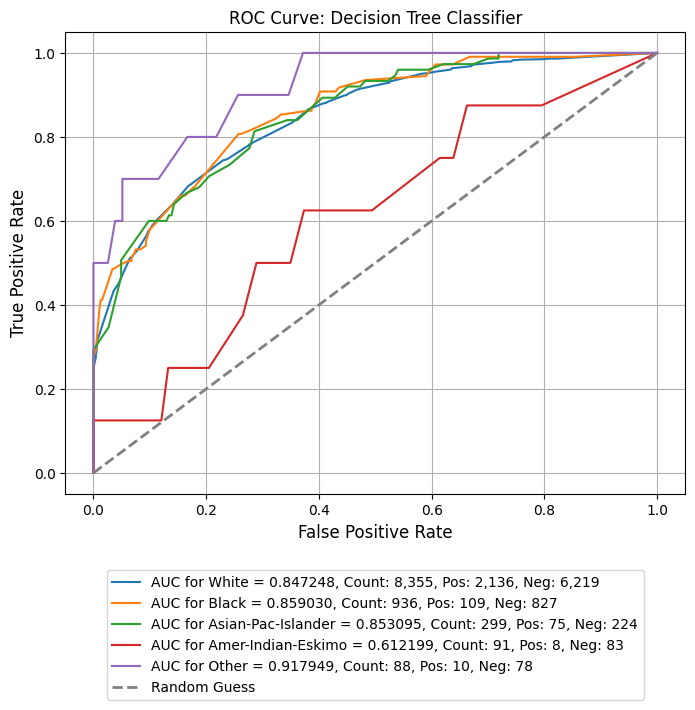 ROC Curve: Decision Tree Classifier
1.0
0.8
0.6
0.4
0.2
0.0
True Positive Rate
0.0 0.2 0.4 0.6 0.8 1.0
False Positive Rate
AUC for White = 0.847248, Count: 8,355, Pos: 2,136, Neg: 6,219
AUC for Black = 0.859030, Count: 936, Pos: 109, Neg: 827
AUC for Asian-Pac-Islander = 0.853095, Count: 299, Pos: 75, Neg: 224
AUC for Amer-Indian-Eskimo = 0.612199, Count: 91, Pos: 8, Neg: 83
AUC for Other = 0.917949, Count: 88, Pos: 10, Neg: 78
Random Guess